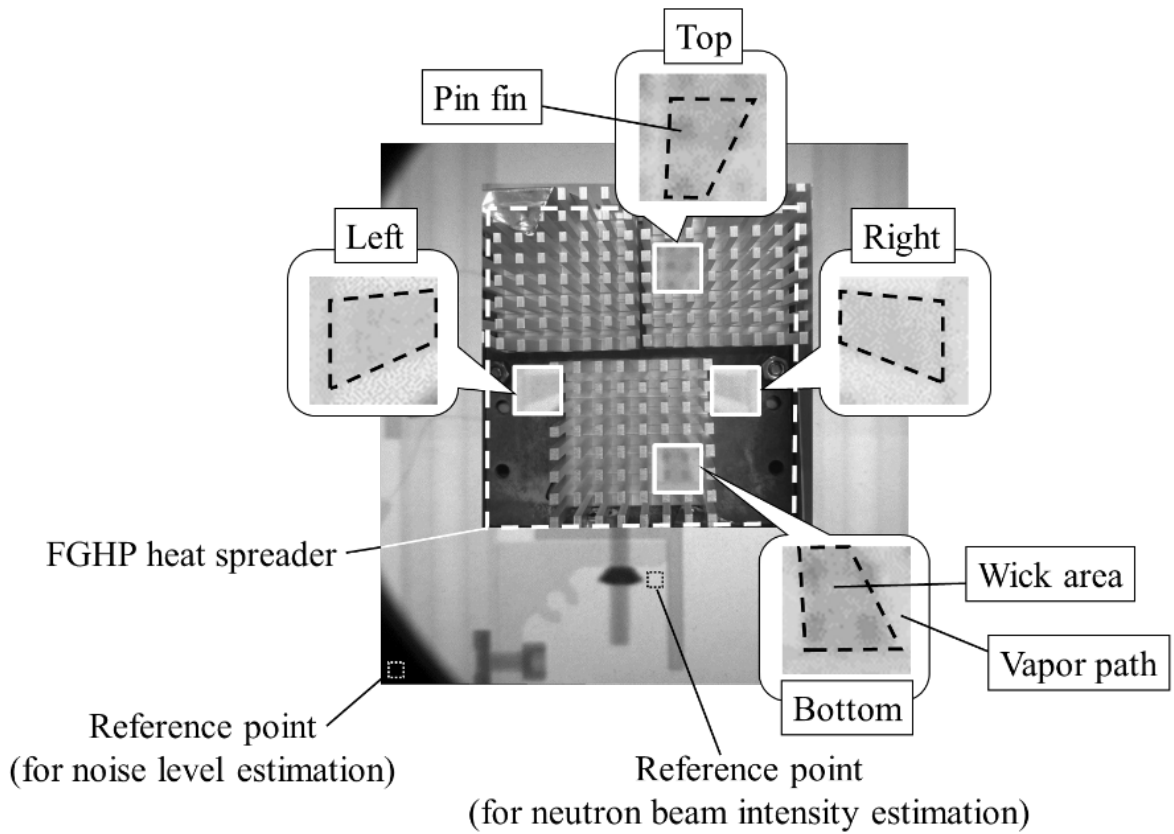 Top
Pin fin
Left
Right
FGHP heat spreader
Wick area
Vapor path
Bottom
Reference point
(for noise level estimation)
Reference point
(for neutron beam intensity estimation)